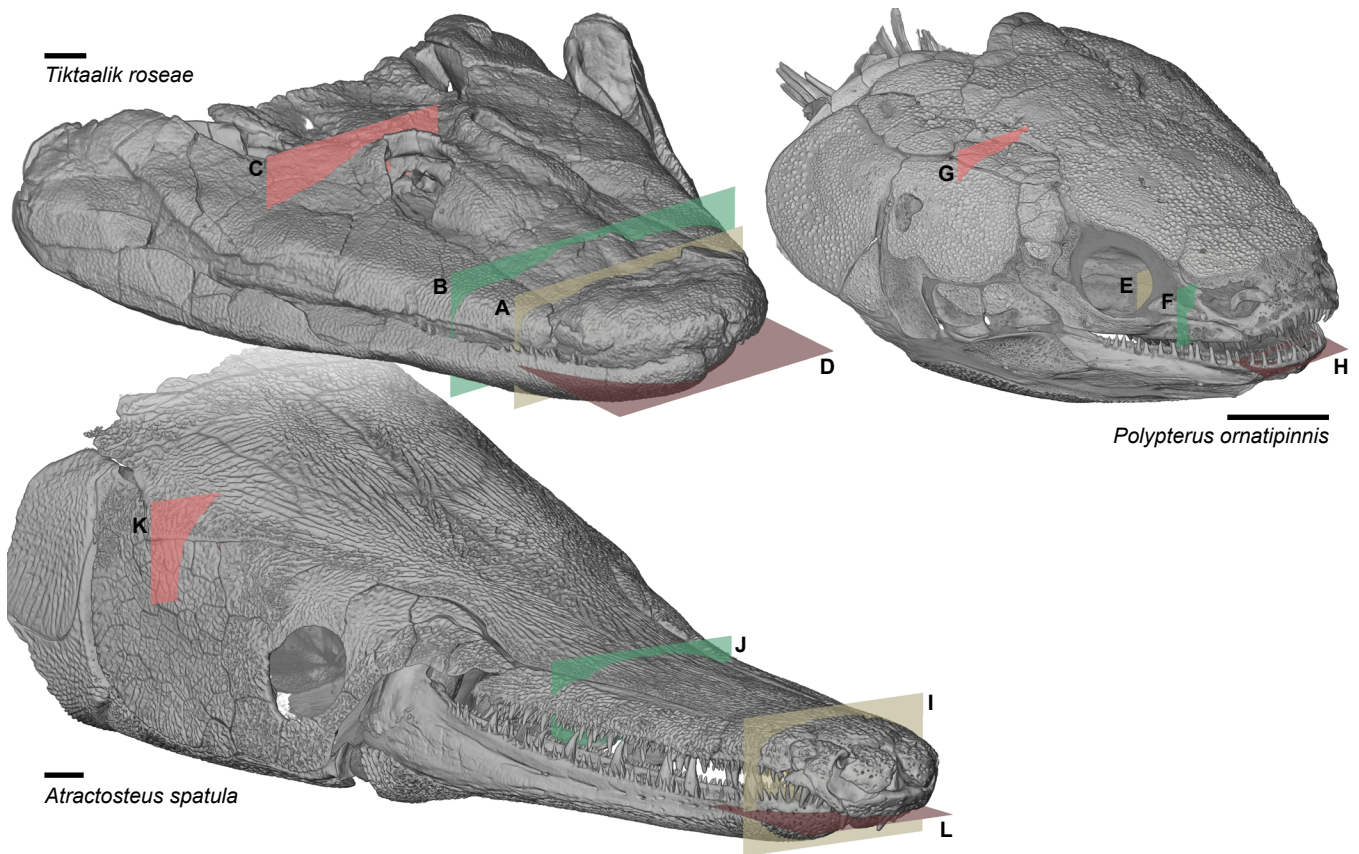 Tiktaalik roseae
C
B
A
D
G
E
F
H
Polypterus ornatipinnis
K
J
I
L
Atractosteus spatula